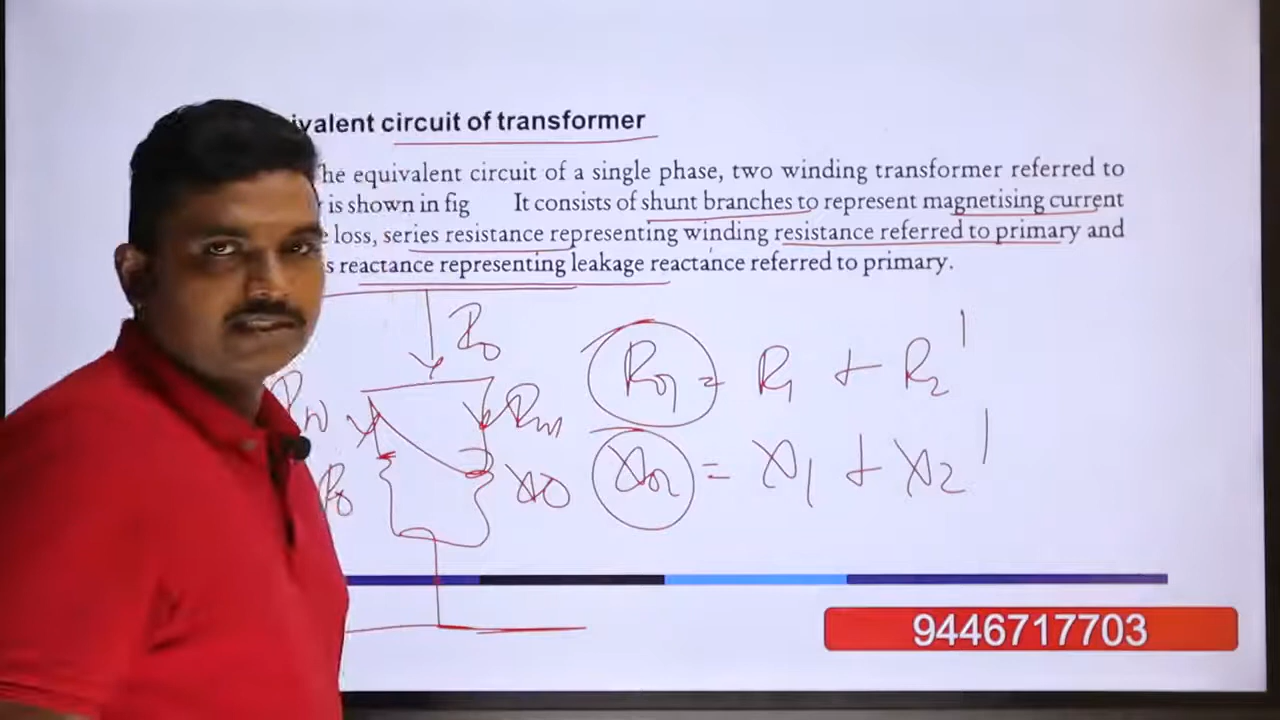 ivalent circuit of transformer
he equivalent circuit of a single phase, two winding transformer referred to
is shown in fig It consists of shunt branches to represent magnetising current
loss, series resistance representing winding resistance referred to primary and
s reactance representing leakage reactance referred to primary.
R₁ + R₂'
= X₁ + X₂'
9446717703